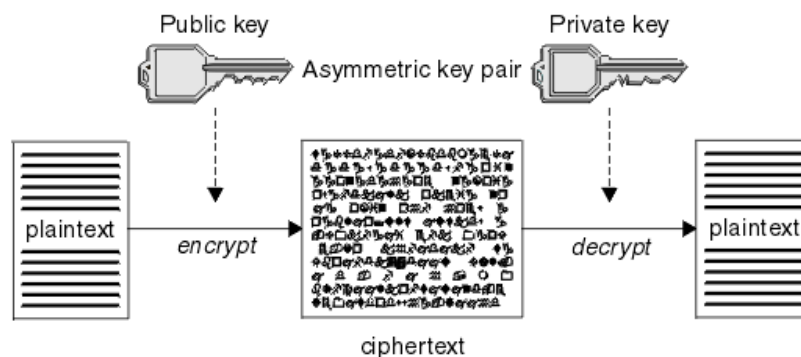 Public key
Private key
Asymmetric key pair
plaintext
encrypt
decrypt
plaintext
ciphertext